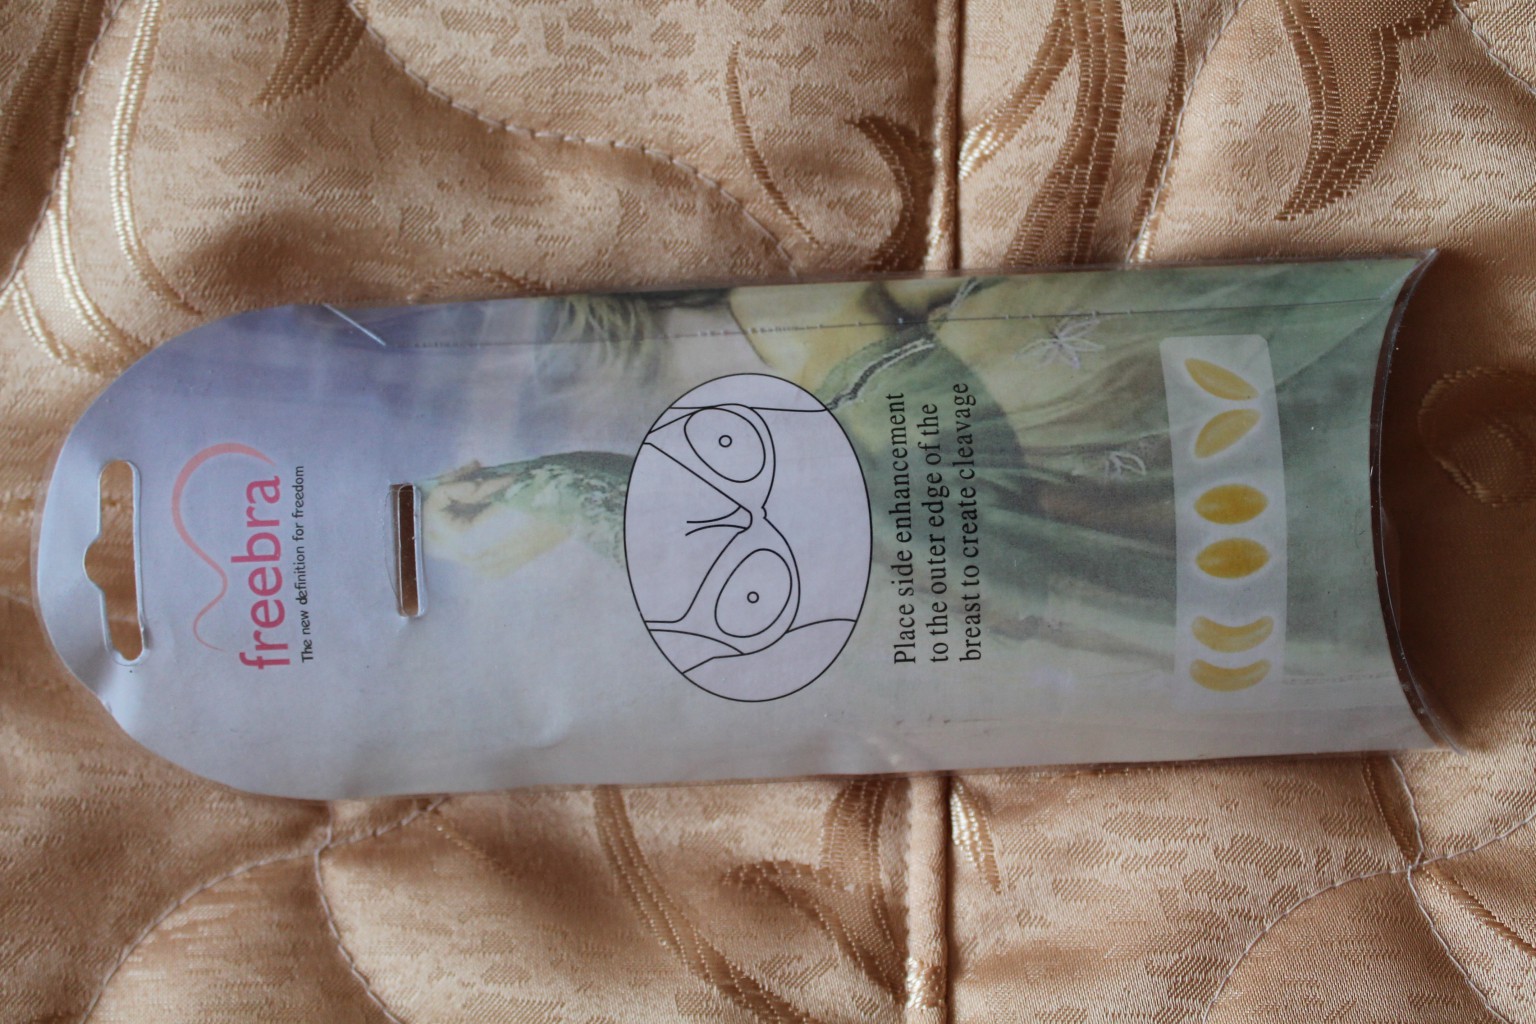 freebra
The new definition for freedom
Place side enhancement
to the outer edge of the
breast to create cleavage